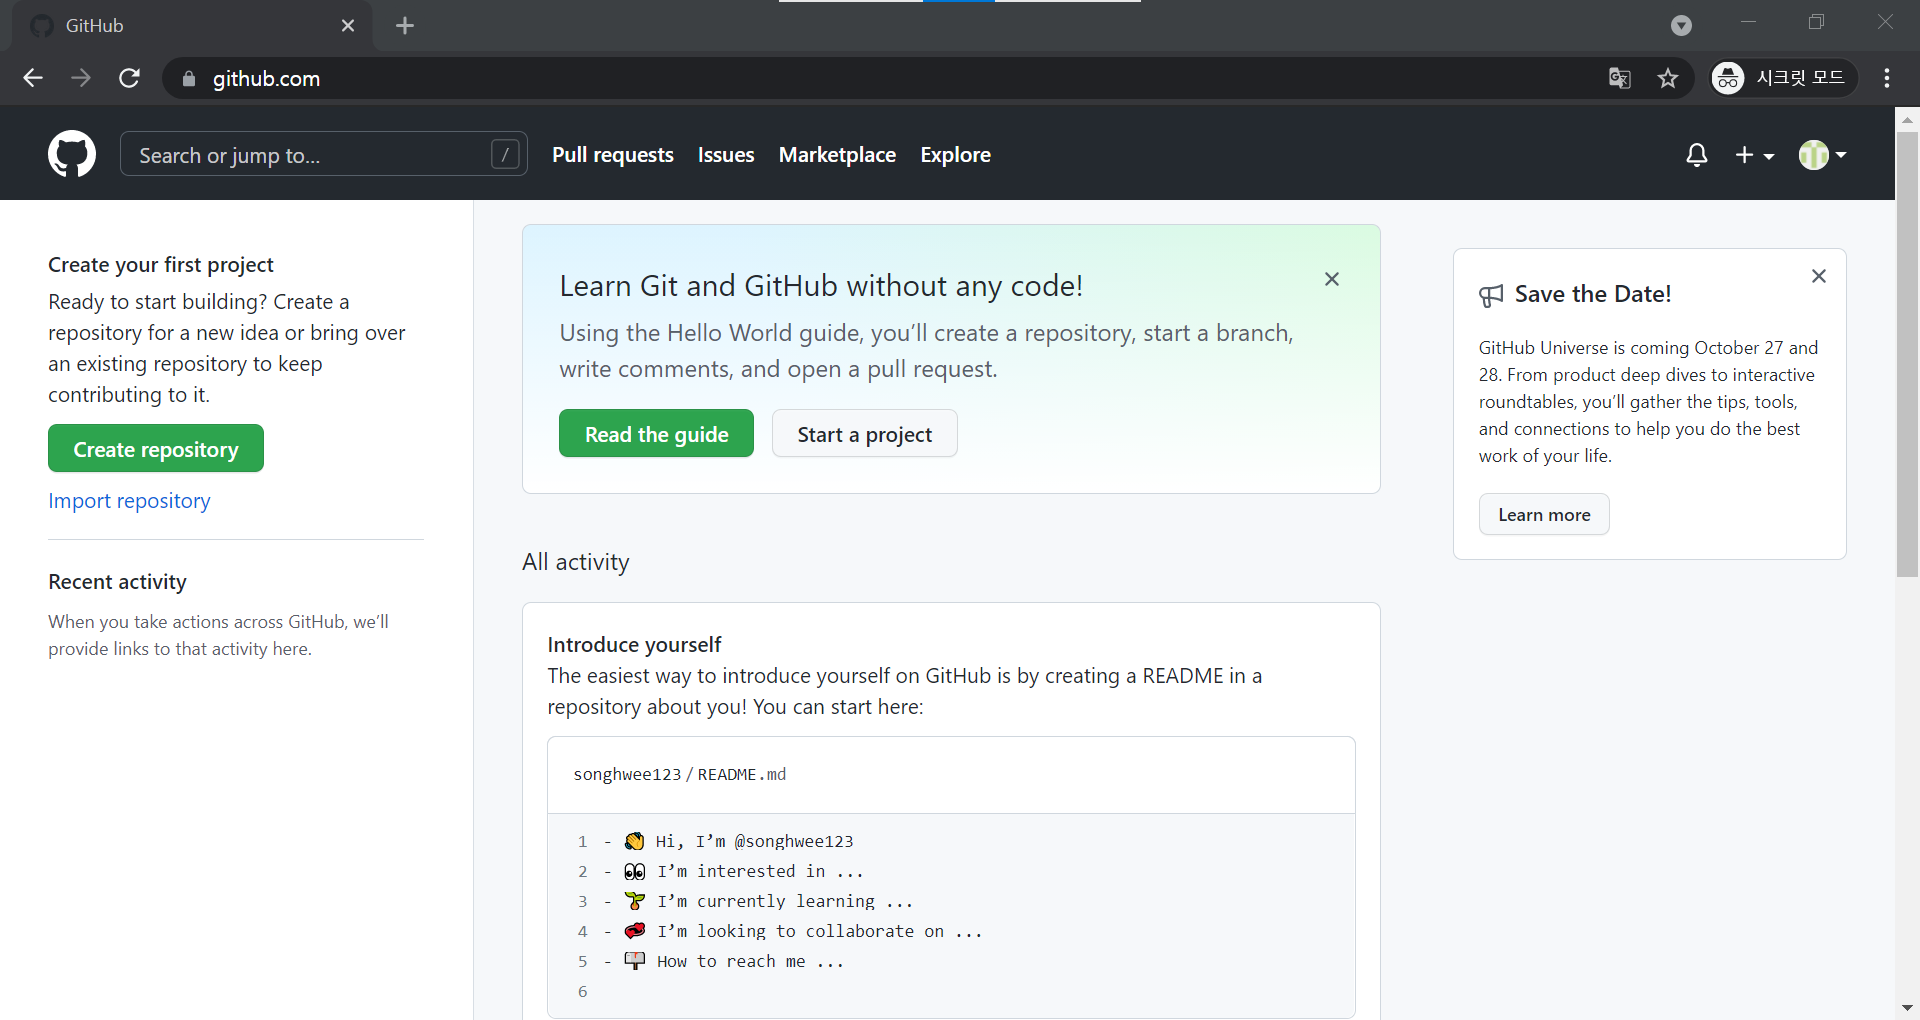 GitHub
github.com
시크릿 모드
Search or jump to...
/
Pull requests
Issues
Marketplace
Explore
Create your first project
Ready to start building? Create a
repository for a new idea or bring over
an existing repository to keep
contributing to it.
Create repository
Import repository
Recent activity
When you take actions across GitHub, we’ll
provide links to that activity here.
Learn Git and GitHub without any code!
Using the Hello World guide, you’ll create a repository, start a branch,
write comments, and open a pull request.
Read the guide
Start a project
All activity
Introduce yourself
The easiest way to introduce yourself on GitHub is by creating a README in a
repository about you! You can start here:
songhwee123 / README.md
1 - 👋 Hi, I’m @songhwee123
2 - 👀 I’m interested in ...
3 - 🌱 I’m currently learning ...
4 - 💞️ I’m looking to collaborate on ...
5 - 📫 How to reach me ...
6
Save the Date!
GitHub Universe is coming October 27 and
28. From product deep dives to interactive
roundtables, you’ll gather the tips, tools,
and connections to help you do the best
work of your life.
Learn more